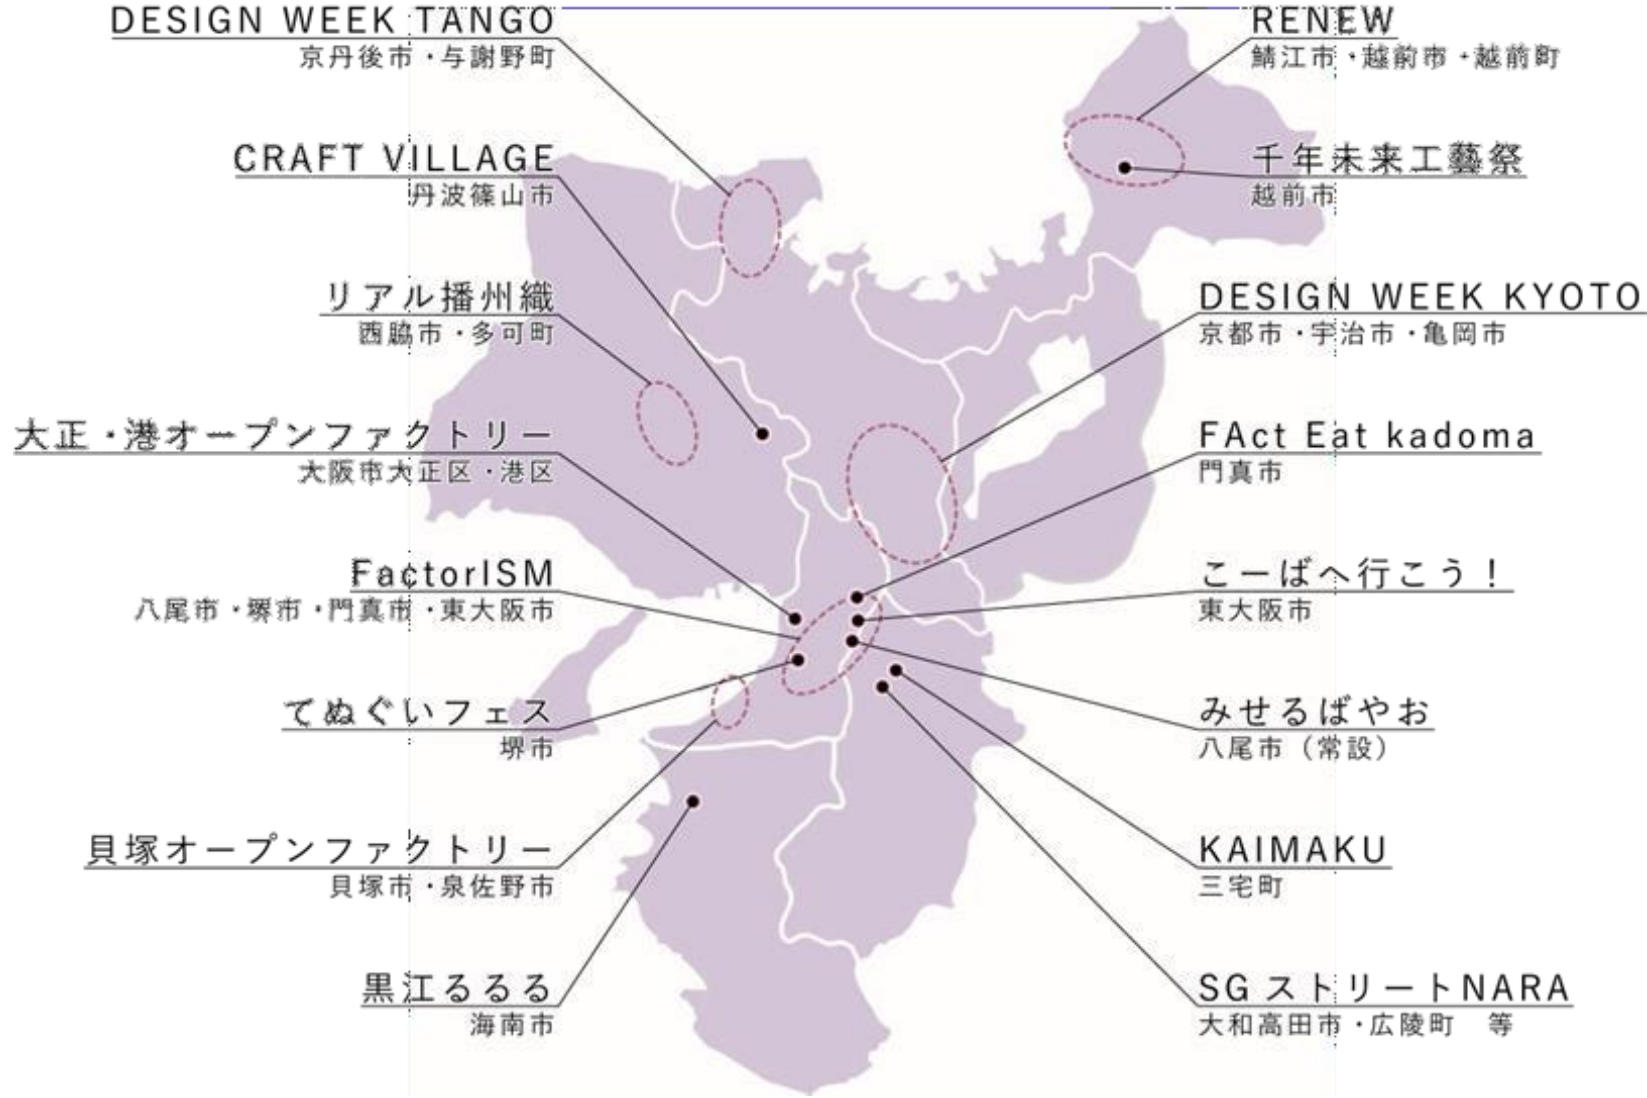 DESIGN WEEK TANGO
京丹後市・与謝野町
CRAFT VILLAGE
丹波篠山市
リアル播州織
西脇市・多可町
大正・港オープンファクトリー
大阪市大正区・港区
FactorISM
八尾市・堺市・門真市・東大阪市
てぬぐいフェス
堺市
貝塚オープンファクトリー
貝塚市・泉佐野市
黒江るるる
海南市
RENEW
鯖江市・越前市・越前町
千年未来工藝祭
越前市
DESIGN WEEK KYOTO
京都市・宇治市・亀岡市
FAct Eat kadoma
門真市
こーばへ行こう!
東大阪市
みせるばやお
八尾市(常設)
KAIMAKU
三宅町
SG ストリートNARA
大和高田市・広陵町 等